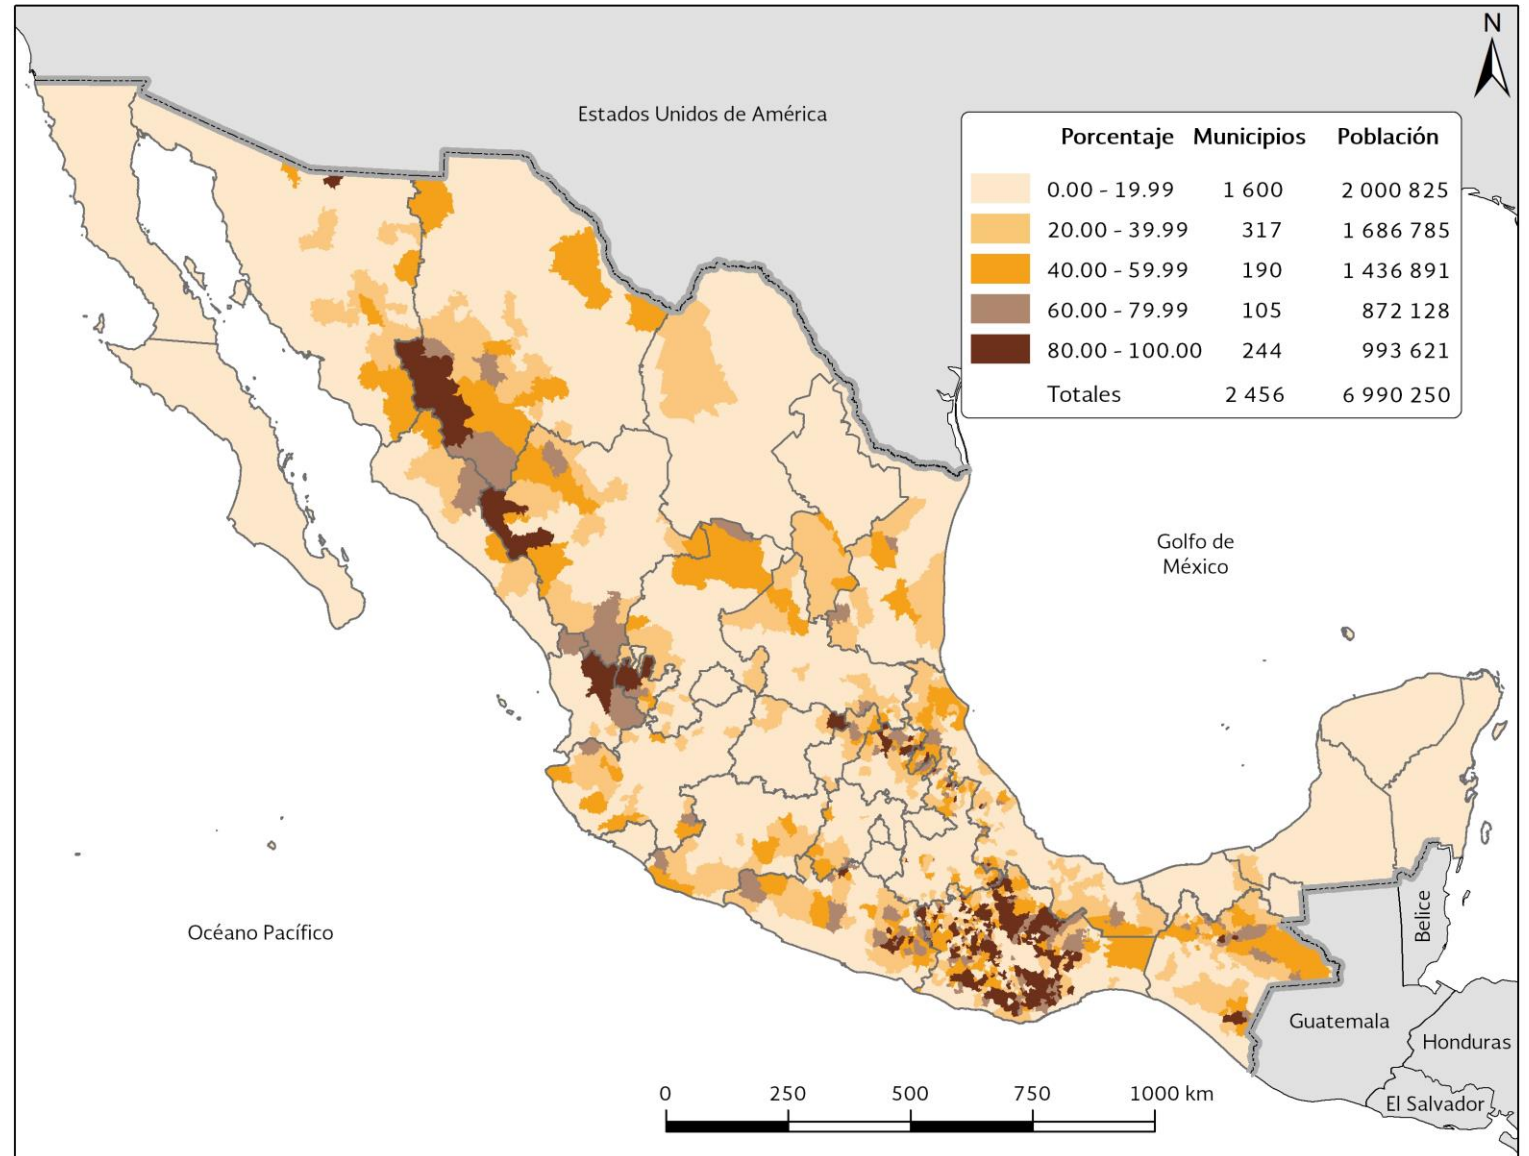 N
Estados Unidos de América
Porcentaje Municipios Población
0.00 - 19.99 1 600 2 000 825
20.00 - 39.99 317 1 686 785
40.00 - 59.99 190 1 436 891
60.00 - 79.99 105 872 128
80.00 - 100.00 244 993 621
Totales 2 456 6 990 250
Golfo de
México
Océano Pacífico
Belice
Guatemala
Honduras
El Salvador
0 250 500 750 1000 km